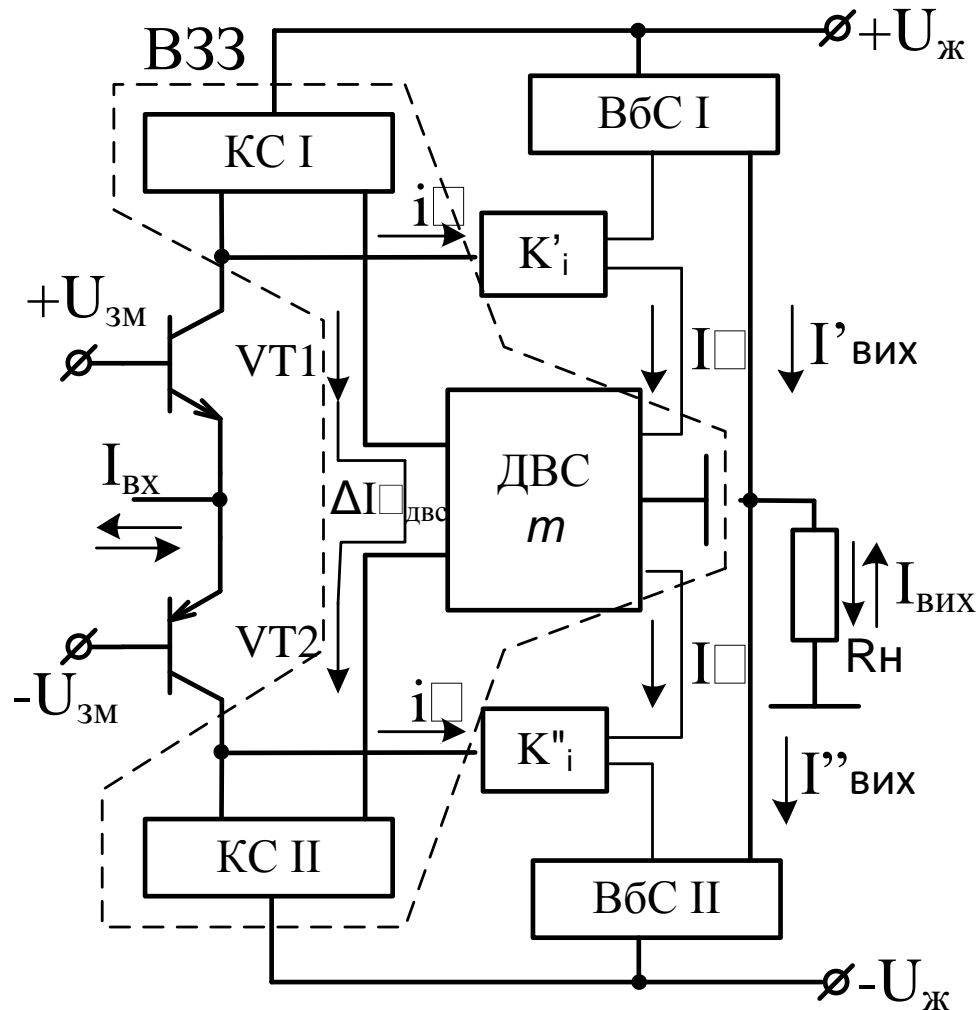 ВЗЗ
+Uж
КС I
ВбС I
i□
K'i
+Uзм
VT1
I□
I'вих
Iвх
ΔI□двс
ДВС
m
Iвих
Rн
VT2
-Uзм
I□
i□
K"i
I”вих
КС II
ВбС II
-Uж